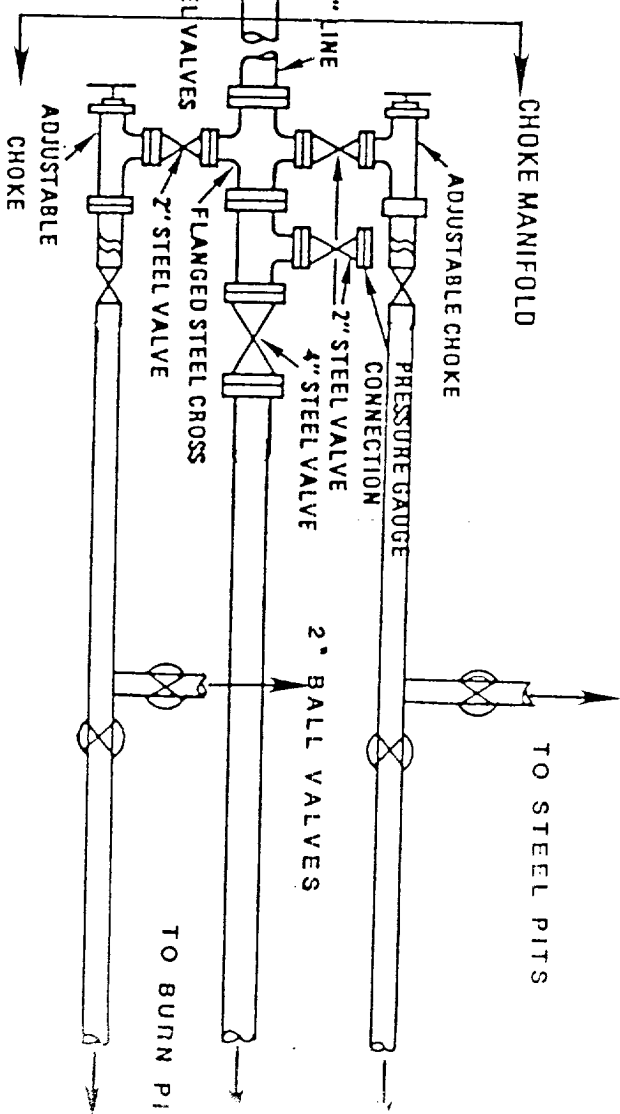 CHOKE MANIFOLD
" LINE
VALVES
ADJUSTABLE CHOKE
PRESSURE GAUGE
CONNECTION
2" STEEL VALVE
4" STEEL VALVE
FLANGED STEEL CROSS
2" STEEL VALVE
ADJUSTABLE
CHOKE
TO STEEL PITS
2" BALL VALVES
TO BURN